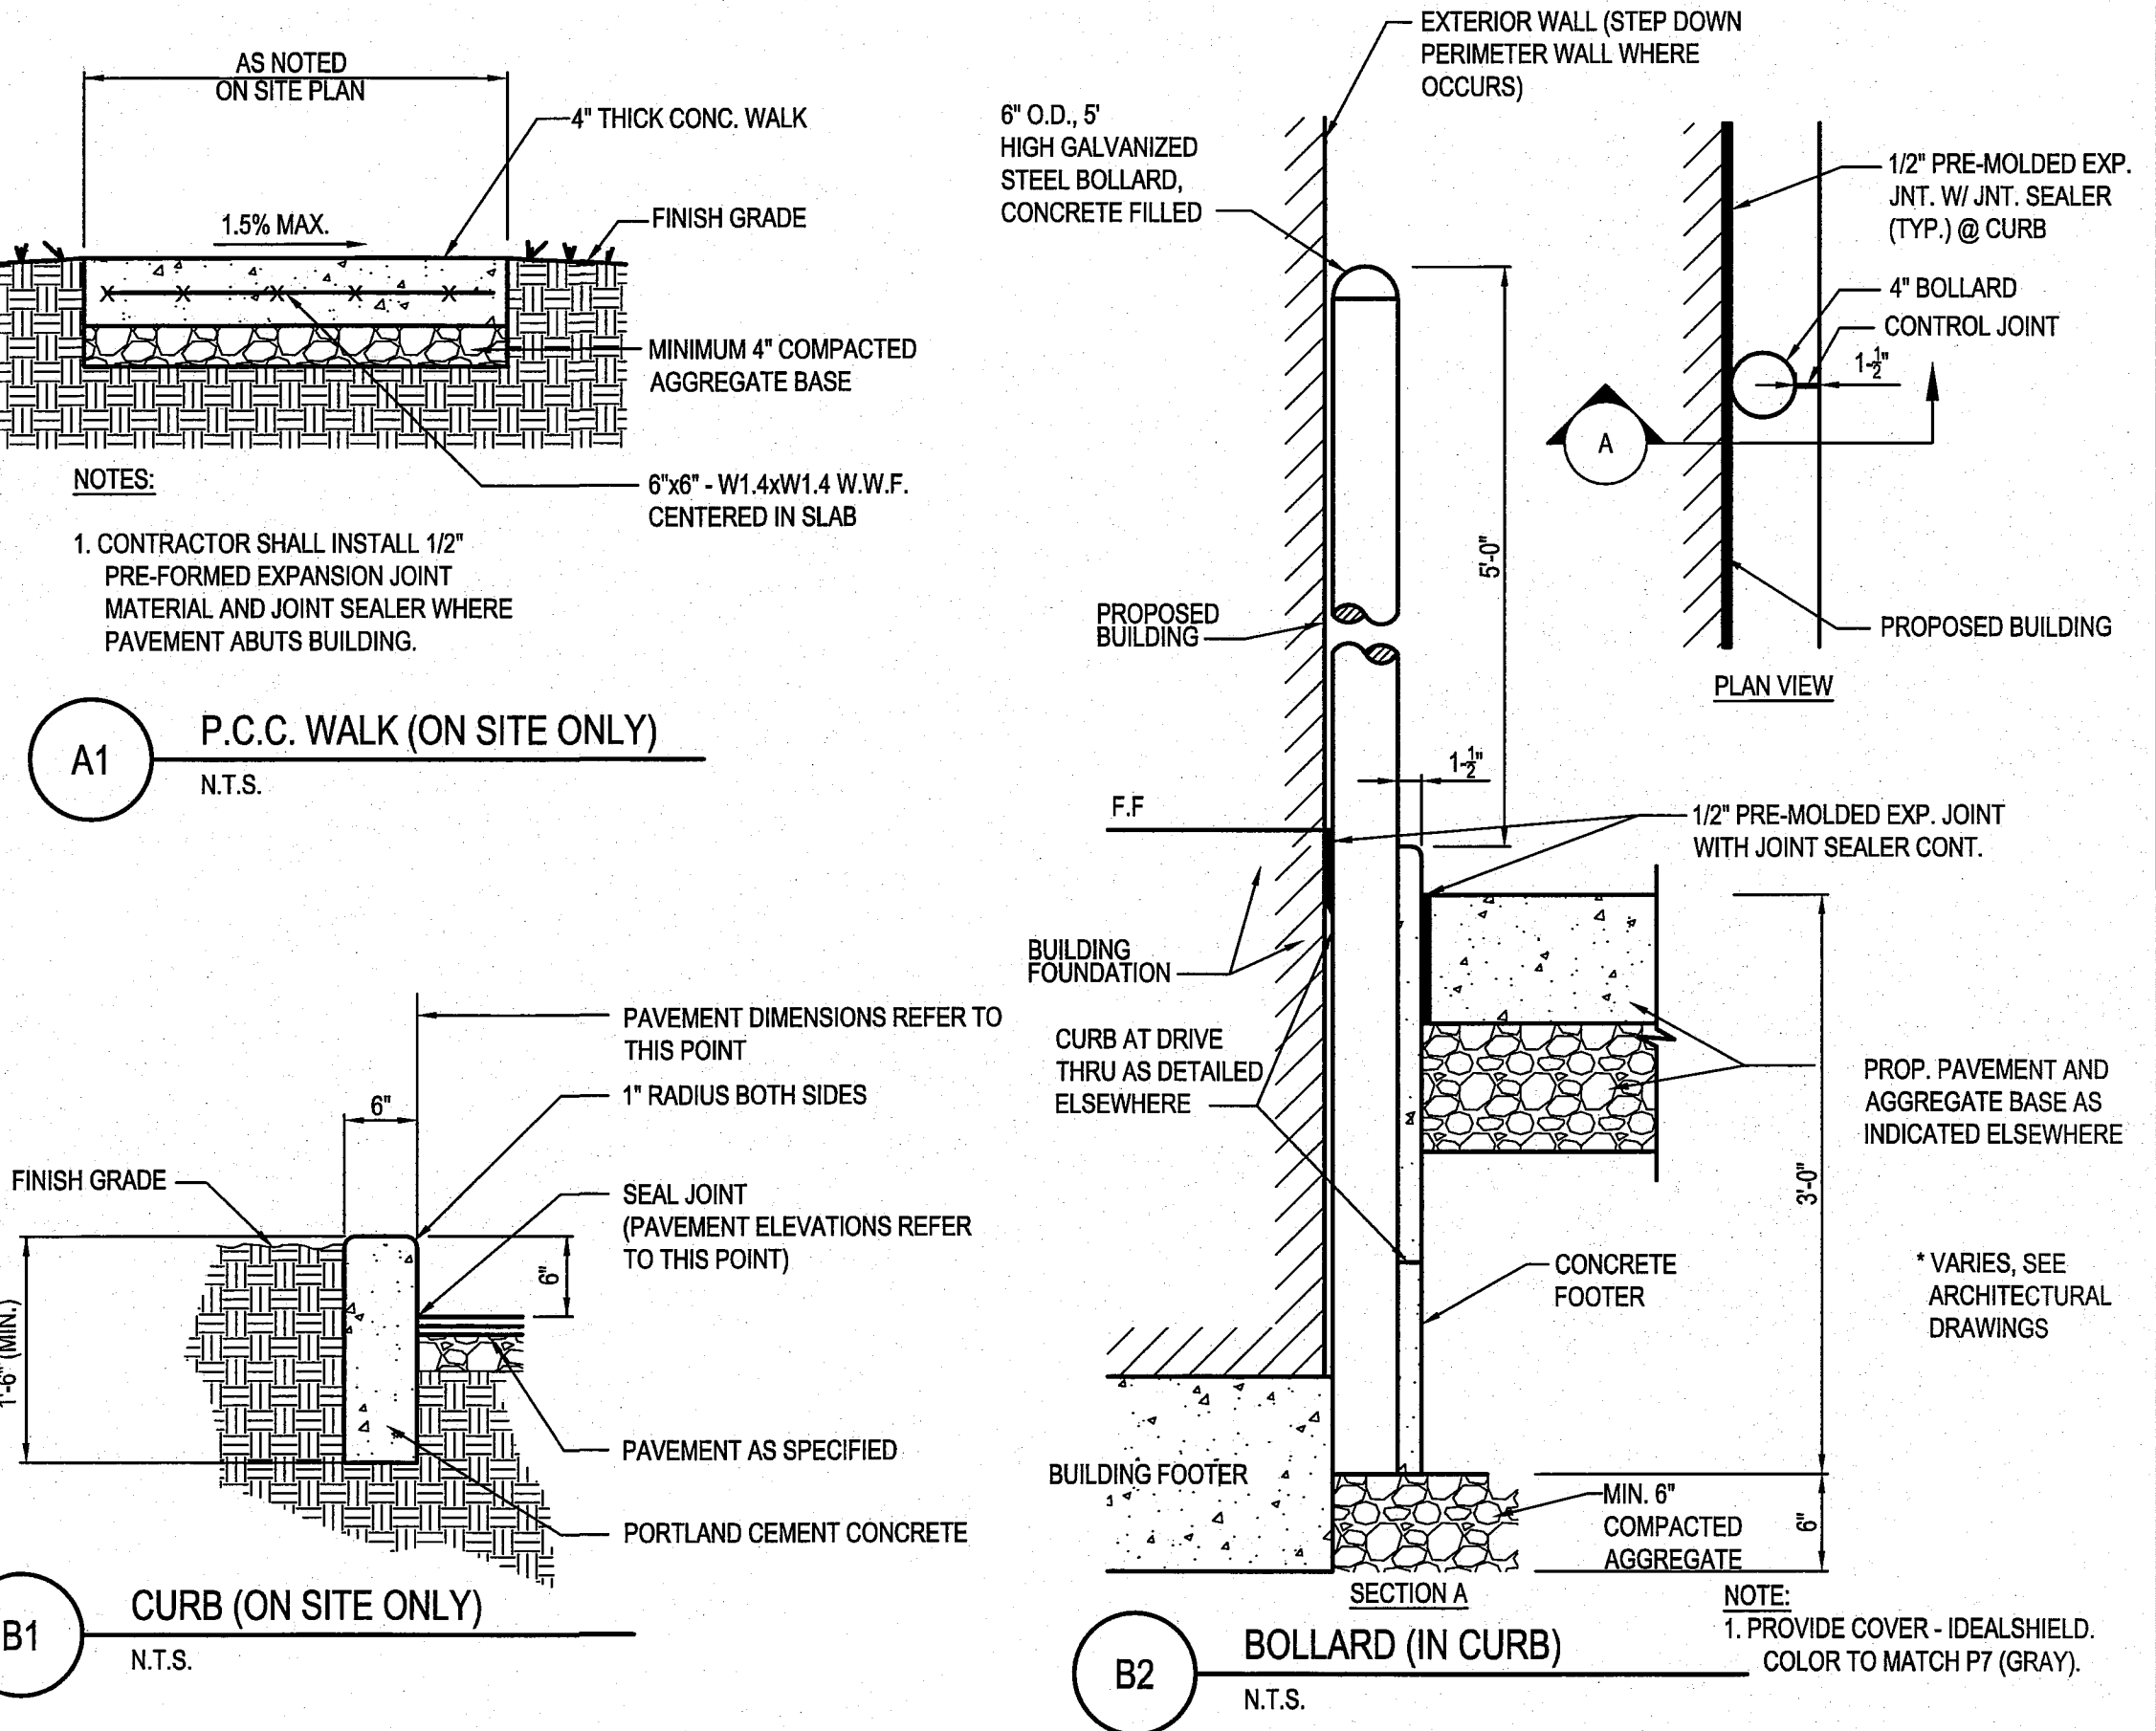 AS NOTED
ON SITE PLAN
4" THICK CONC. WALK
1.5% MAX.
FINISH GRADE
MINIMUM 4" COMPACTED
AGGREGATE BASE
6"x6" - W1.4xW1.4 W.W.F.
CENTERED IN SLAB
NOTES:
1. CONTRACTOR SHALL INSTALL 1/2"
PRE-FORMED EXPANSION JOINT
MATERIAL AND JOINT SEALER WHERE
PAVEMENT ABUTS BUILDING.
A1
P.C.C. WALK (ON SITE ONLY)
N.T.S.
PAVEMENT DIMENSIONS REFER TO
THIS POINT
1" RADIUS BOTH SIDES
6"
FINISH GRADE
SEAL JOINT
(PAVEMENT ELEVATIONS REFER
TO THIS POINT)
6"
1'-6" (MIN.)
PAVEMENT AS SPECIFIED
PORTLAND CEMENT CONCRETE
B1
CURB (ON SITE ONLY)
N.T.S.
EXTERIOR WALL (STEP DOWN
PERIMETER WALL WHERE
OCCURS)
6" O.D., 5'
HIGH GALVANIZED
STEEL BOLLARD,
CONCRETE FILLED
1/2" PRE-MOLDED EXP.
JNT. W/ JNT. SEALER
(TYP.) @ CURB
4" BOLLARD
CONTROL JOINT
1-1/2"
A
PROPOSED BUILDING
PLAN VIEW
5'-0"
PROPOSED
BUILDING
1-1/2"
F.F
1/2" PRE-MOLDED EXP. JOINT
WITH JOINT SEALER CONT.
BUILDING
FOUNDATION
CURB AT DRIVE
THRU AS DETAILED
ELSEWHERE
PROP. PAVEMENT AND
AGGREGATE BASE AS
INDICATED ELSEWHERE
3'-0"
CONCRETE
FOOTER
* VARIES, SEE
ARCHITECTURAL
DRAWINGS
BUILDING FOOTER
MIN. 6"
COMPACTED
AGGREGATE
6"
SECTION A
NOTE:
1. PROVIDE COVER - IDEALSHIELD.
COLOR TO MATCH P7 (GRAY).
B2
BOLLARD (IN CURB)
N.T.S.